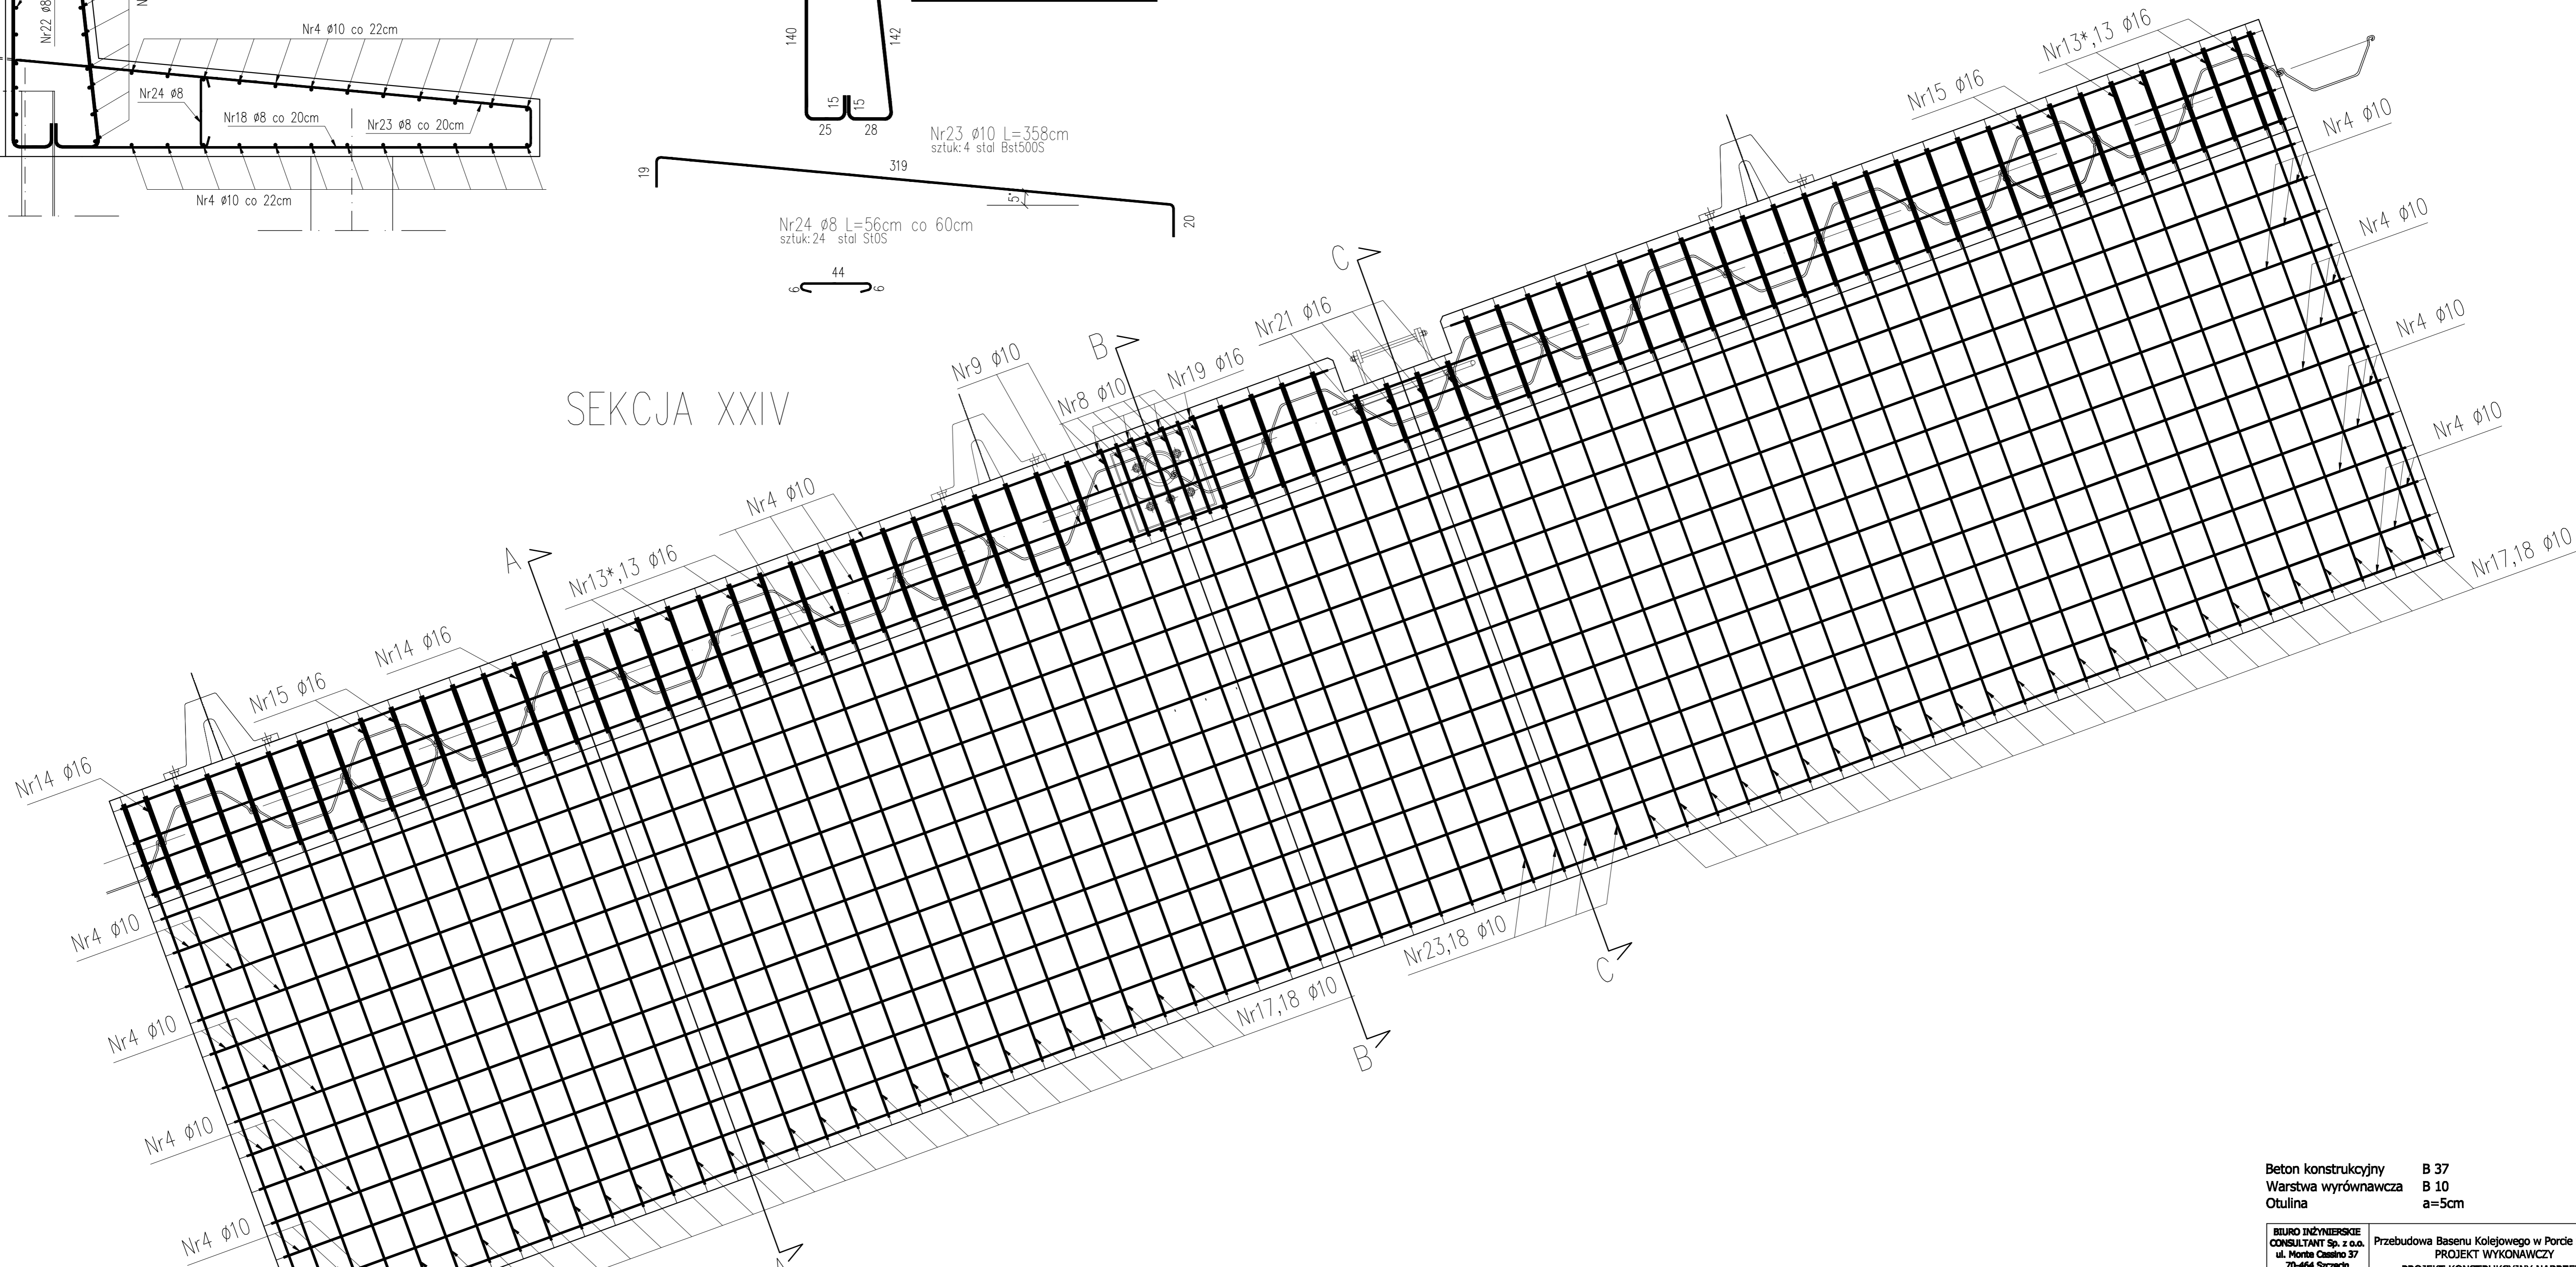 Nr22 ø8
Nr4 ø10 co 22cm
Nr24 ø8
Nr18 ø8 co 20cm
Nr23 ø8 co 20cm
Nr4 ø10 co 22cm
140
142
15
15
25
28
Nr23 ø10 L=358cm
sztuk:4 stal Bst500S
19
319
5°
20
Nr24 ø8 L=56cm co 60cm
sztuk:24 stal St0S
44
6
6
SEKCJA XXIV
Nr13*,13 ø16
Nr15 ø16
Nr4 ø10
Nr4 ø10
Nr4 ø10
Nr4 ø10
Nr17,18 ø10
C
Nr21 ø16
B
Nr19 ø16
Nr8 ø10
Nr9 ø10
Nr4 ø10
A
Nr13*,13 ø16
Nr14 ø16
Nr15 ø16
Nr14 ø16
Nr4 ø10
Nr4 ø10
Nr4 ø10
Nr4 ø10
Nr23,18 ø10
C
Nr17,18 ø10
B
Beton konstrukcyjny B 37
Warstwa wyrównawcza B 10
Otulina a=5cm
BIURO INŻYNIERSKIE
CONSULTANT Sp. z o.o.
ul. Monte Cassino 37
70-464 Szczecin
Przebudowa Basenu Kolejowego w Porcie
PROJEKT WYKONAWCZY